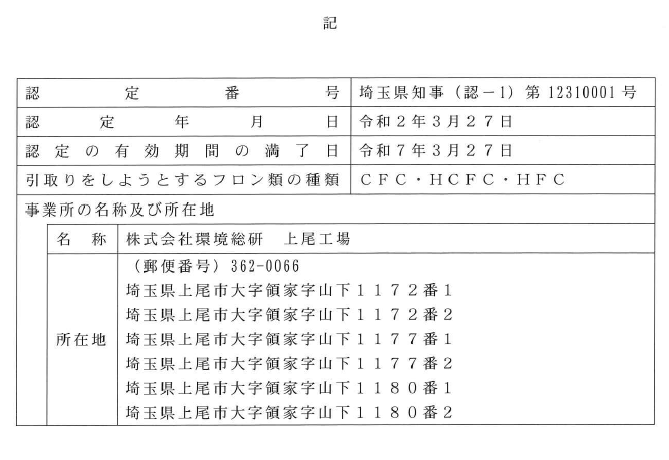 記
認定番号 埼玉県知事（認－1）第12310001号
認定年月日 令和２年３月２７日
認定の有効期間の満了日 令和７年３月２７日
引取りをしようとするフロン類の種類 ＣＦＣ・ＨＣＦＣ・ＨＦＣ
事業所の名称及び所在地
名称 株式会社環境総研　上尾工場
所在地 （郵便番号）362-0066
埼玉県上尾市大字領家字山下１１７２番１
埼玉県上尾市大字領家字山下１１７２番２
埼玉県上尾市大字領家字山下１１７７番１
埼玉県上尾市大字領家字山下１１７７番２
埼玉県上尾市大字領家字山下１１８０番１
埼玉県上尾市大字領家字山下１１８０番２